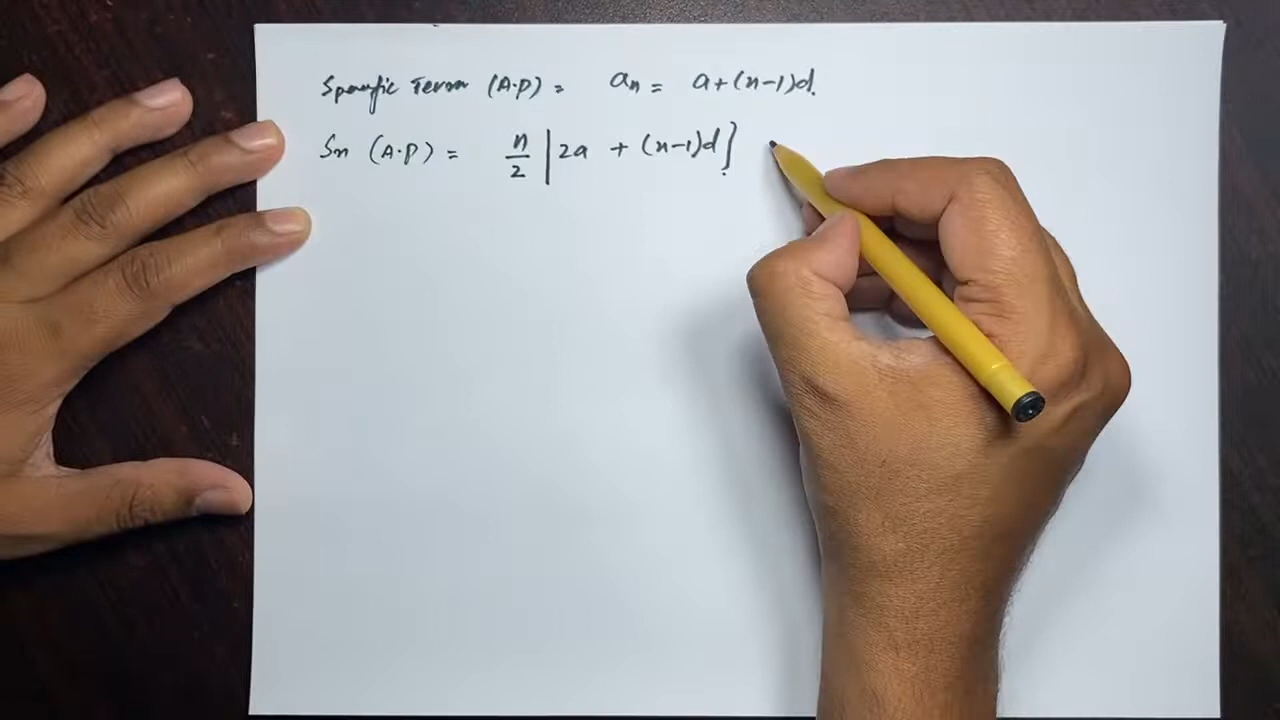 Specific Term (A.P) = an = a+(n-1)d.
Sn (A.P) = n/2 [2a + (n-1)d]